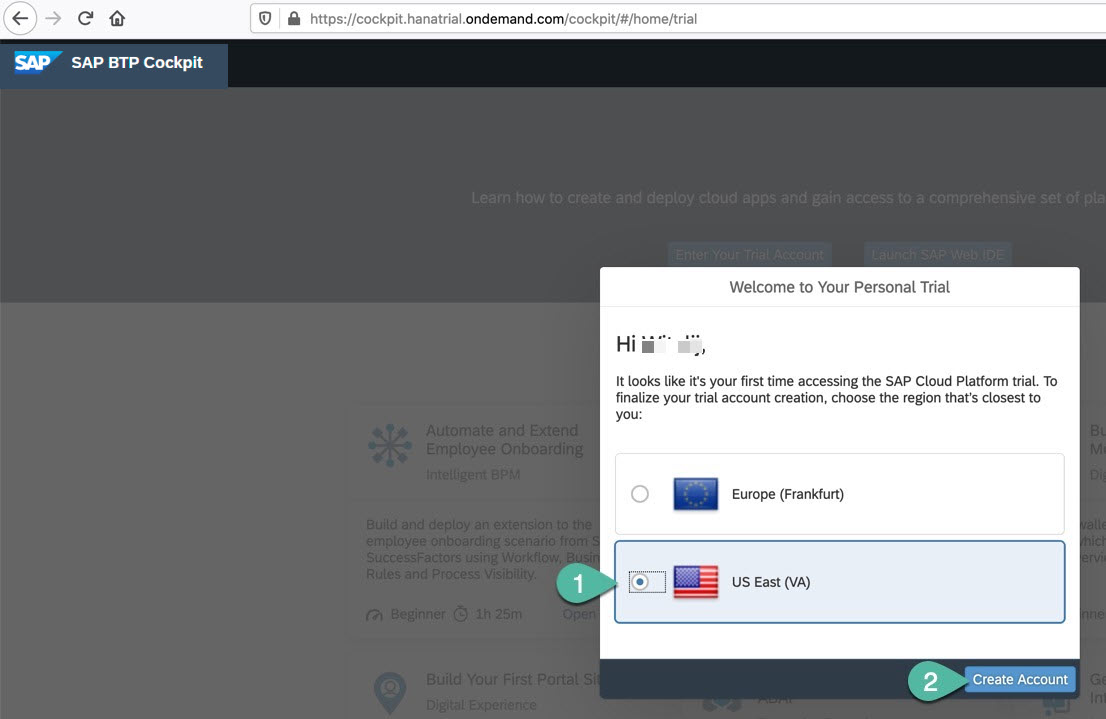 https://cockpit.hanatrial.ondemand.com/cockpit/#/home/trial
SAP SAP BTP Cockpit
Learn how to create and deploy cloud apps and gain access to a comprehensive set of
Enter Your Trial Account
Launch SAP Web IDE
Welcome to Your Personal Trial
Hi
It looks like it's your first time accessing the SAP Cloud Platform trial. To
finalize your trial account creation, choose the region that's closest to
you:
Europe (Frankfurt)
1
US East (VA)
2
Create Account
Automate and Extend
Employee Onboarding
Intelligent BPM
Build and deploy an extension to the
employee onboarding scenario from
SuccessFactors using Workflow,
Rules and Process Visibility.
Beginner 1h 25m
Open
Build Your First Portal
Digital Experience
ABAP